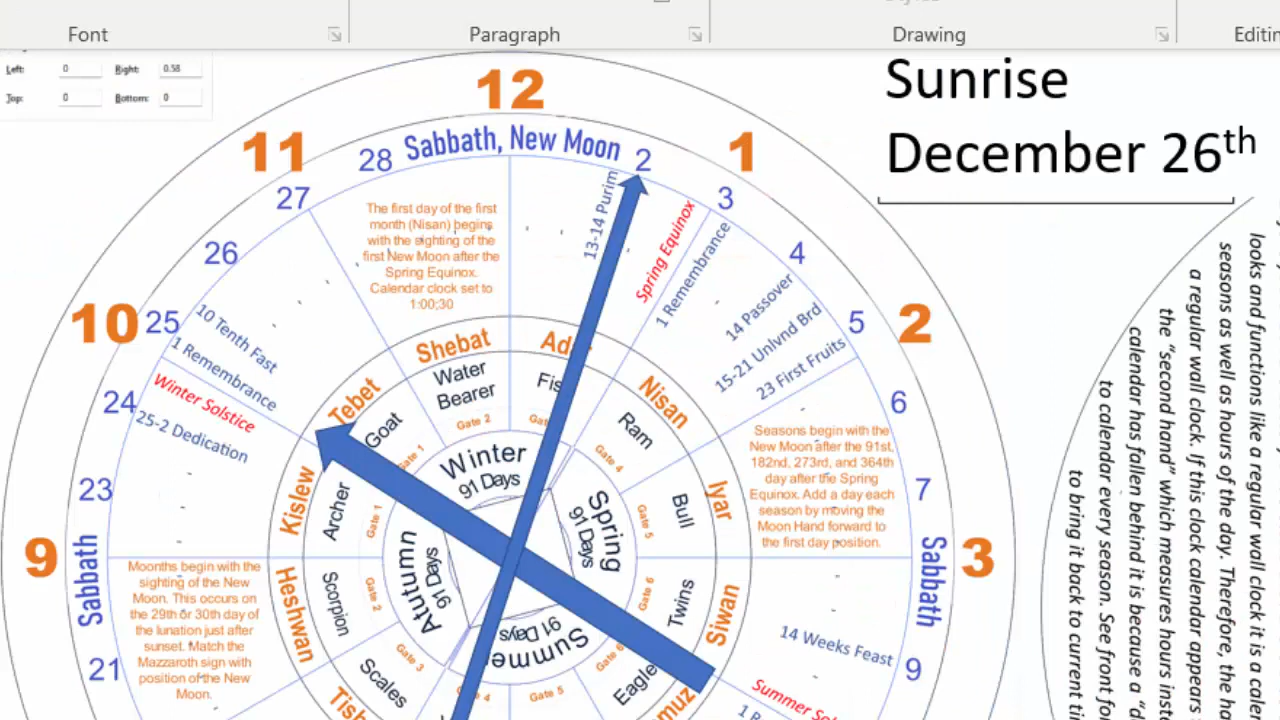 Font
Paragraph
Drawing
Left: 0 Right: 0.58
Top: 0 Bottom: 0
Sunrise
December 26th
12
11
1
10
2
9
3
28
Sabbath, New Moon
2
27
3
26
4
25
5
24
6
23
7
Sabbath
Sabbath
21
9
The first day of the first
month (Nisan) begins
with the sighting of the
first New Moon after the
Spring Equinox.
Calendar clock set to
1:00;30
13-14 Purim
Spring Equinox
1 Remembrance
14 Passover
15-21 Unlvnd Brd
23 First Fruits
10 Tenth Fast
1 Remembrance
Winter Solstice
25-2 Dedication
Seasons begin with the
New Moon after the 91st,
182nd, 273rd, and 364th
day after the Spring
Equinox. Add a day each
season by moving the
Moon Hand forward to
the first day position.
Moonths begin with the
sighting of the New
Moon. This occurs on
the 29th or 30th day of
the lunation just after
sunset. Match the
Mazzaroth sign with
position of the New
Moon.
14 Weeks Feast
Summer
Shebat
Nisan
Iyar
Siwan
Tebet
Kislew
Heshwan
Water
Bearer
Gate 2
Ram
Gate 4
Bull
Gate 5
Twins
Gate 6
Eagle
Goat
Archer
Gate 1
Scorpion
Gate 2
Scales
Gate 3
Gate 5
Winter
91 Days
Spring
91 Days
Summer
91 Days
Atutumn
91 Days
looks and functions like a regular wall clock it is a
seasons as well as hours of the day. Therefore, the
a regular wall clock. If this clock calendar appears
the “second hand” which measures hours
calendar has fallen behind it is because a
to calendar every season. See front
to bring it back to current